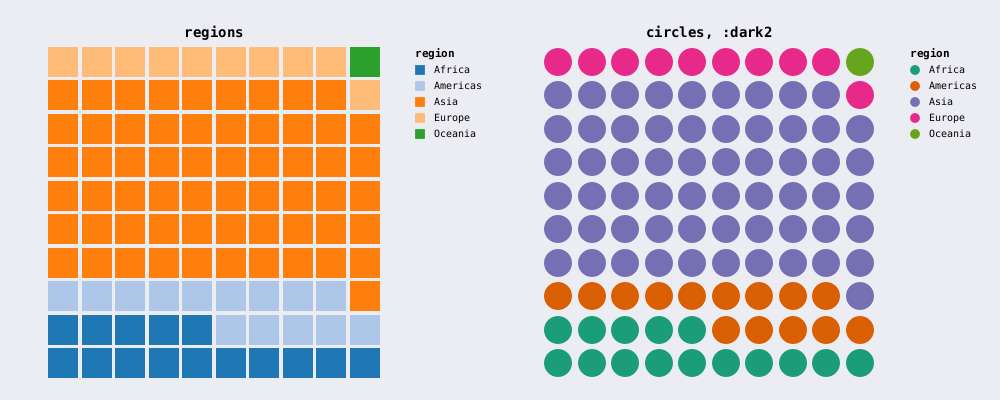 regions
region
Africa
Americas
Asia
Europe
Oceania
circles, :dark2
region
Africa
Americas
Asia
Europe
Oceania